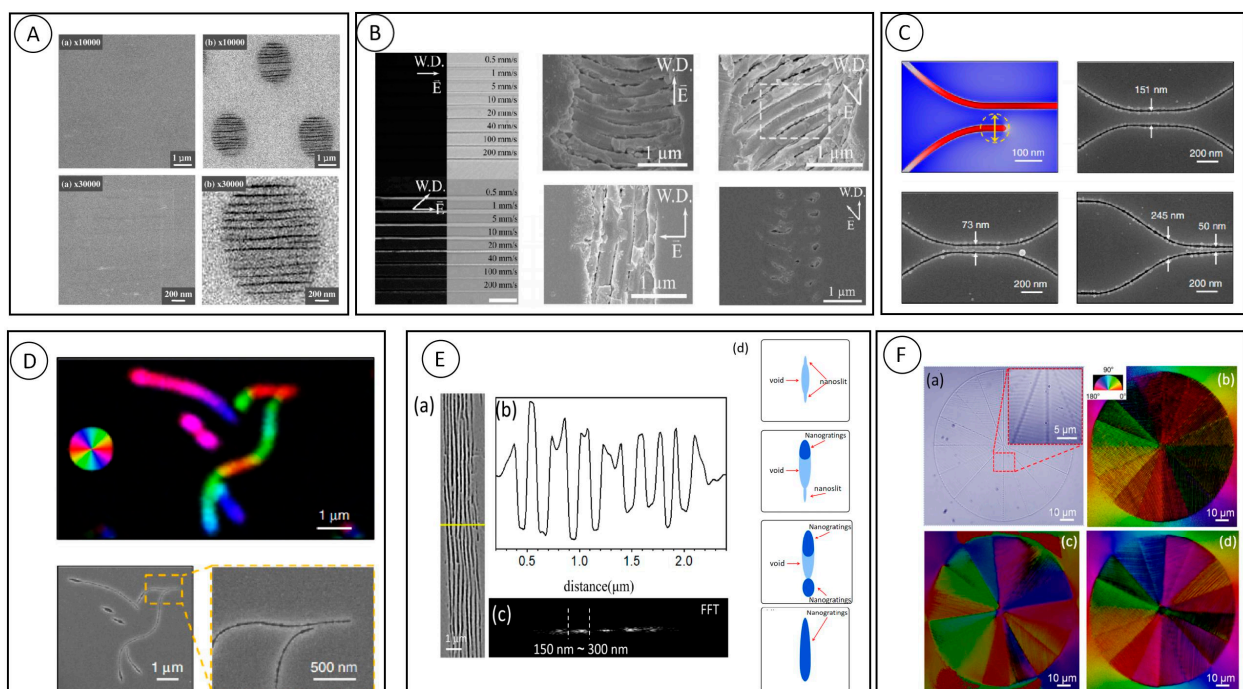 A
(a) x10000
1 μm
(b) x10000
1 μm
(a) x30000
200 nm
(b) x30000
200 nm
B
W.D.
E
0.5 mm/s
1 mm/s
5 mm/s
10 mm/s
20 mm/s
40 mm/s
100 mm/s
200 mm/s
W.D.
E
0.5 mm/s
1 mm/s
5 mm/s
10 mm/s
20 mm/s
40 mm/s
100 mm/s
200 mm/s
W.D.
E
1 μm
W.D.
E
1 μm
W.D.
E
1 μm
W.D.
E
1 μm
C
100 nm
151 nm
200 nm
73 nm
200 nm
245 nm
50 nm
200 nm
D
1 μm
1 μm
500 nm
E
(a)
1 μm
(b)
0.5
1.0
1.5
2.0
distance(μm)
(c)
FFT
150 nm ~ 300 nm
(d)
void
nanoslit
Nanogratings
void
nanoslit
Nanogratings
void
Nanogratings
Nanogratings
F
(a)
5 μm
10 μm
90°
180°
0°
(b)
10 μm
(c)
10 μm
(d)
10 μm